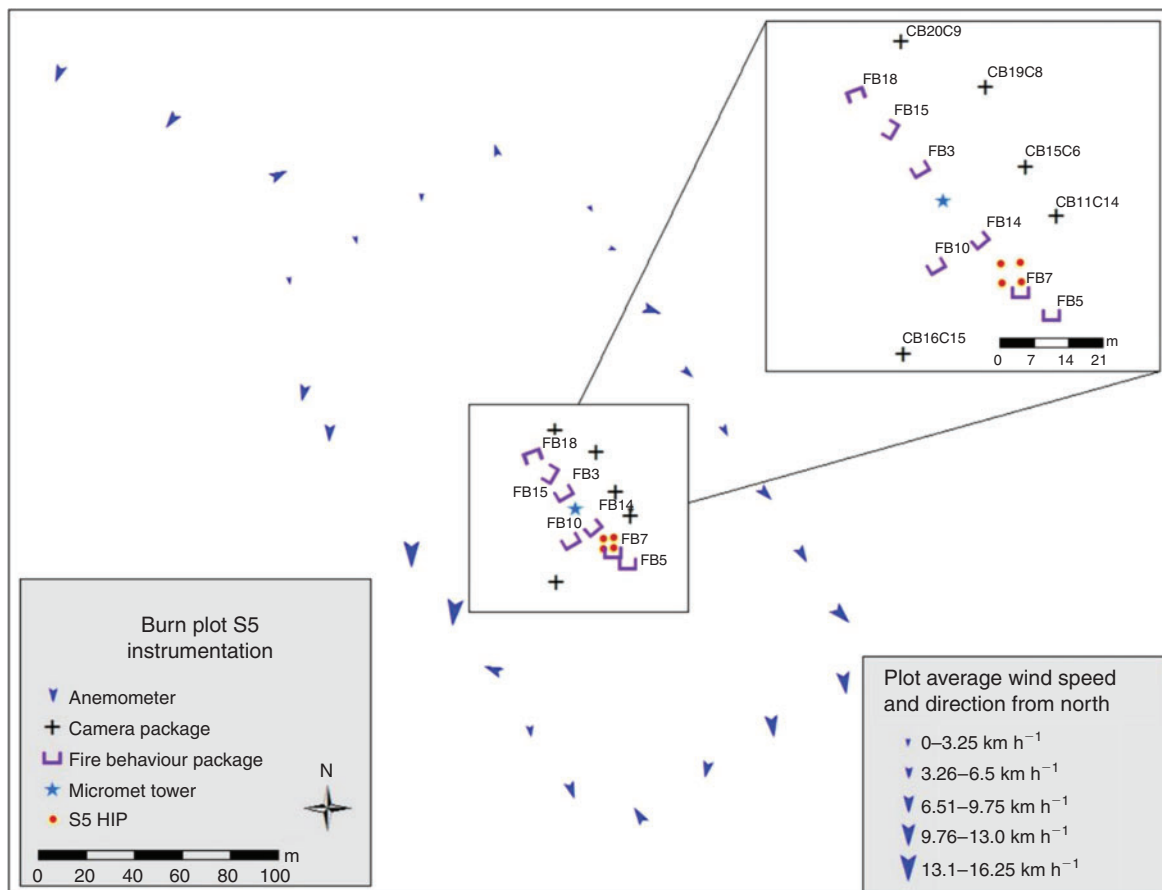 CB20C9
FB18
CB19C8
FB15
FB3
CB15C6
CB11C14
FB14
FB10
FB7
FB5
CB16C15
m
0 7 14 21
FB18
FB3
FB15
FB14
FB10
FB7
FB5
Burn plot S5
instrumentation
Anemometer
Camera package
Fire behaviour package
Micromet tower
S5 HIP
N
m
0 20 40 60 80 100
Plot average wind speed
and direction from north
0–3.25 km h⁻¹
3.26–6.5 km h⁻¹
6.51–9.75 km h⁻¹
9.76–13.0 km h⁻¹
13.1–16.25 km h⁻¹